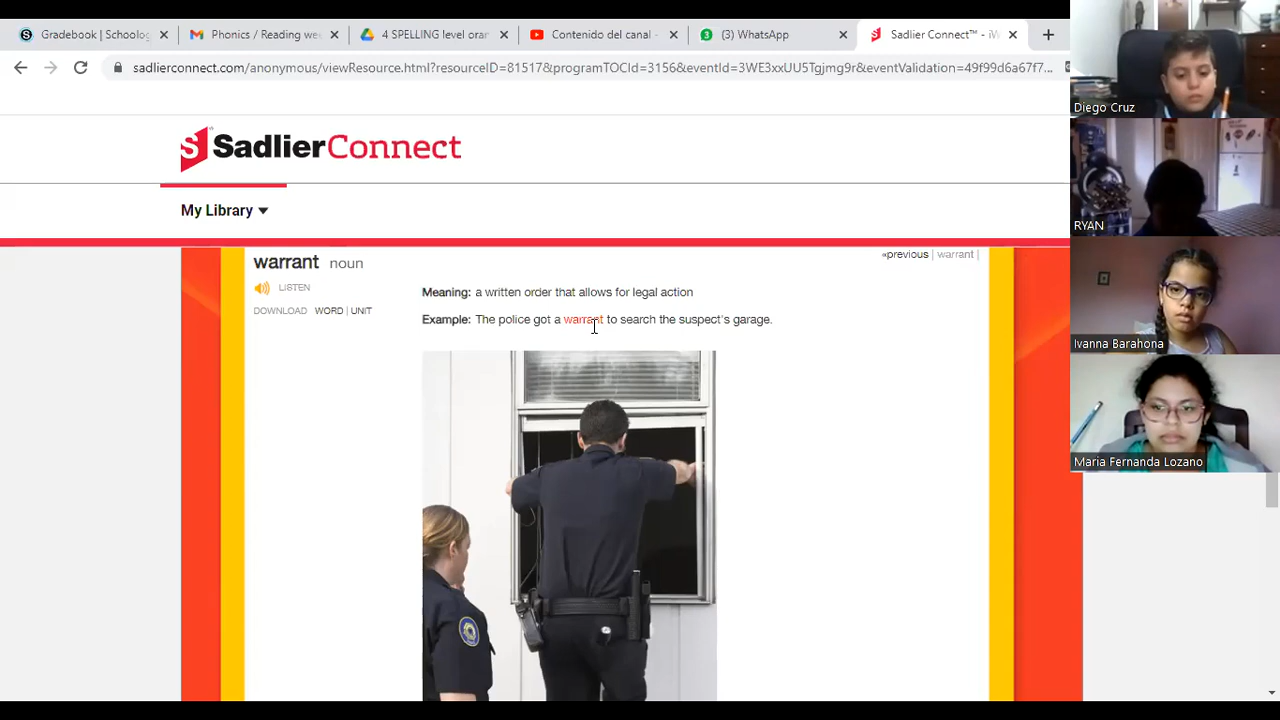 Gradebook | Schoolog
Phonics / Reading wee
4 SPELLING level oran
Contenido del canal -
(3) WhatsApp
Sadlier Connect™ - iW
sadlierconnect.com/anonymous/viewResource.html?resourceID=81517&programTOCId=3156&eventId=3WE3xxUU5Tgjmg9r&eventValidation=49f99d6a67f7...
SadlierConnect
My Library
warrant noun
«previous | warrant |
LISTEN
DOWNLOAD WORD | UNIT
Meaning: a written order that allows for legal action
Example: The police got a warrant to search the suspect's garage.
Diego Cruz
RYAN
Ivanna Barahona
Maria Fernanda Lozano